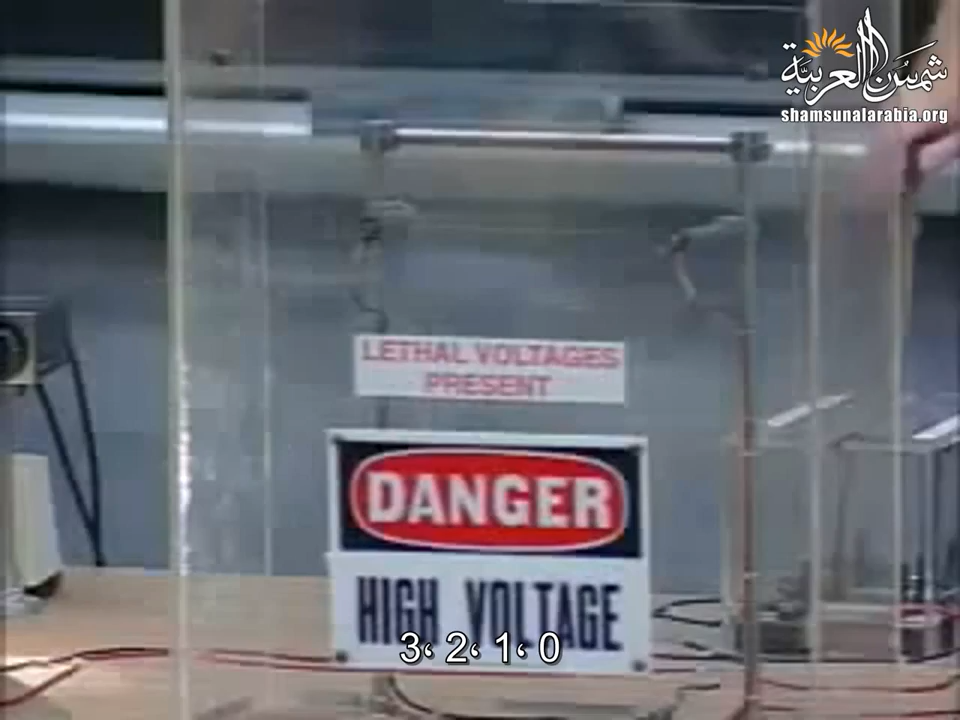 شمس العربية
shamsunalarabia.org
LETHAL VOLTAGES
PRESENT
DANGER
HIGH VOLTAGE
3، 2، 1، 0